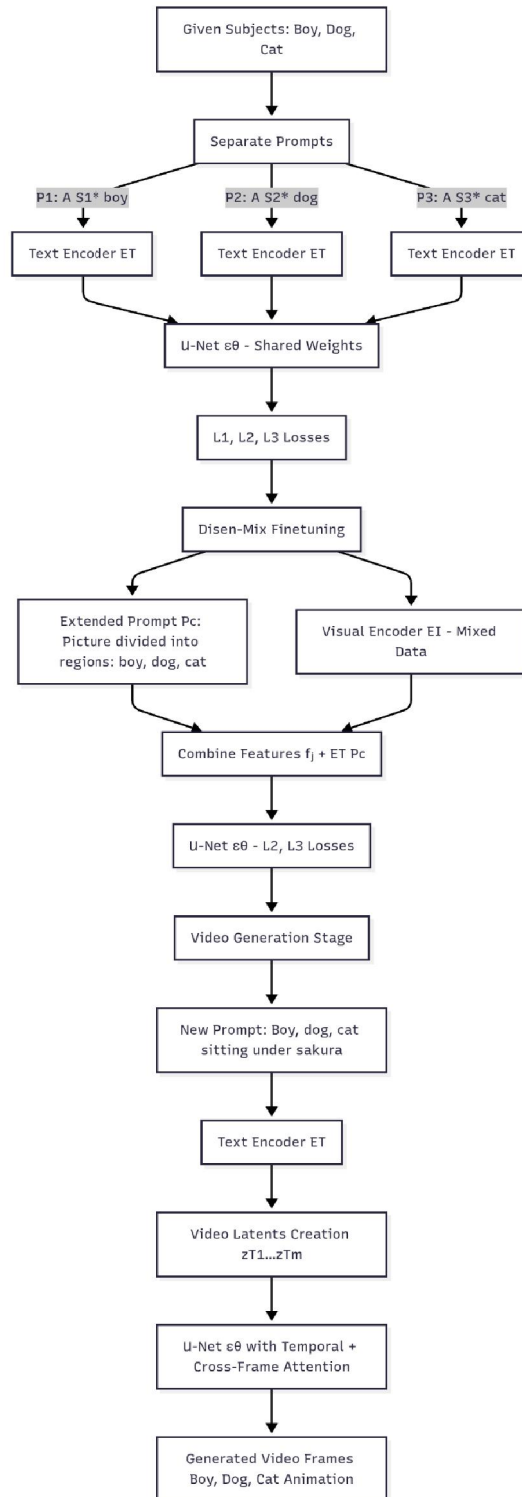 Given Subjects: Boy, Dog,
Cat
Separate Prompts
P1: A S1* boy
P2: A S2* dog
P3: A S3* cat
Text Encoder ET
Text Encoder ET
Text Encoder ET
U-Net εθ - Shared Weights
L1, L2, L3 Losses
Disen-Mix Finetuning
Extended Prompt Pc:
Picture divided into
regions: boy, dog, cat
Visual Encoder EI - Mixed
Data
Combine Features fⱼ + ET Pc
U-Net εθ - L2, L3 Losses
Video Generation Stage
New Prompt: Boy, dog, cat
sitting under sakura
Text Encoder ET
Video Latents Creation
zT1...zTm
U-Net εθ with Temporal +
Cross-Frame Attention
Generated Video Frames
Boy, Dog, Cat Animation